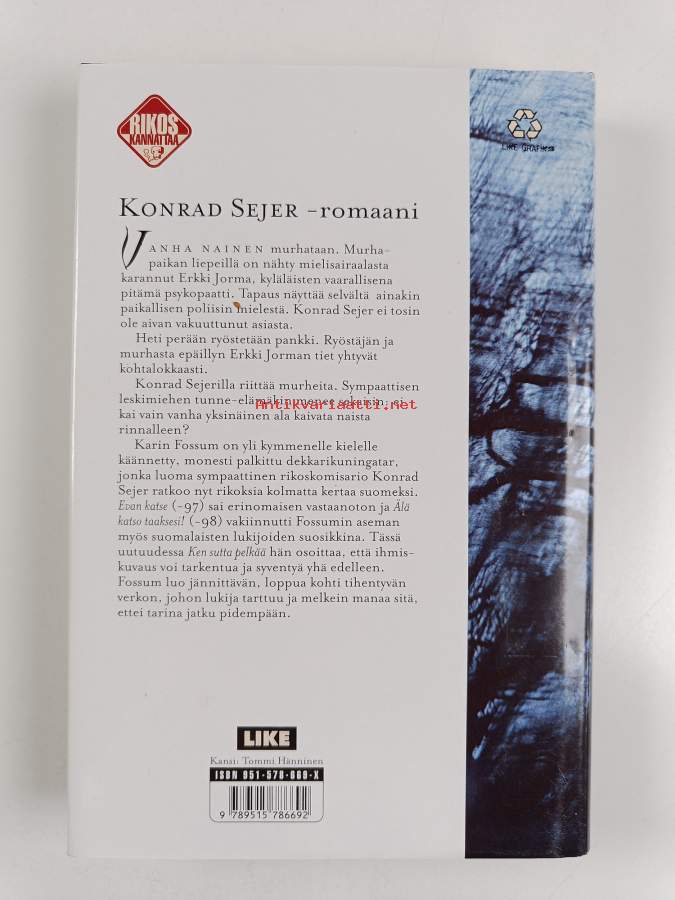 RIKOS
KANNATTAA
LIKE GRAFIIKKA
KONRAD SEJER –ROMAANI
VANHA NAINEN murhataan. Murha-
paikan liepeillä on nähty mielisairaalasta
karannut Erkki Jorma, kyläläisten vaarallisena
pitämä psykopaatti. Tapaus näyttää selvältä ainakin
paikallisen poliisin mielestä. Konrad Sejer ei tosin
ole aivan vakuuttunut asiasta.
Heti perään ryöstetään pankki. Ryöstäjän ja
murhasta epäillyn Erkki Jorman tiet yhtyvät
kohtalokkaasti.
Konrad Sejerilla riittää murheita. Sympaattisen
leskimiehen tunne-elämäkin menee sekaisin: ei
Antikvariaatti.net
kai vain vanha yksinäinen ala kaivata naista
rinnalleen?
Karin Fossum on yli kymmenelle kielelle
käännetty, monesti palkittu dekkarikuningatar,
jonka luoma sympaattinen rikoskomisario Konrad
Sejer ratkoo nyt rikoksia kolmatta kertaa suomeksi.
Evan katse (–97) sai erinomaisen vastaanoton ja Älä
katso taaksesi! (–98) vakiinnutti Fossumin aseman
myös suomalaisten lukijoiden suosikkina. Tässä
uutuudessa Ken sutta pelkää hän osoittaa, että ihmis-
kuvaus voi tarkentua ja syventyä yhä edelleen.
Fossum luo jännittävän, loppua kohti tihentyvän
verkon, johon lukija tarttuu ja melkein manaa sitä,
ettei tarina jatku pidempään.
LIKE
Kansi: Tommi Hänninen
ISBN 951-578-669-X
9 789515 786692